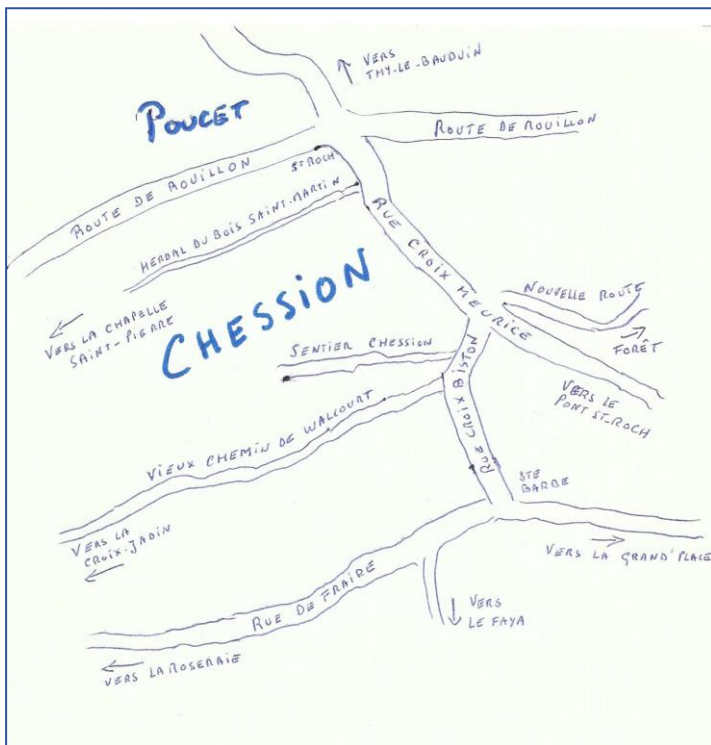 VERS
THY-LE-BAUDUIN
POUCET
ROUTE DE ROUILLON
ROUTE DE ROUILLON
ST ROCH
HERDAL DU BOIS SAINT-MARTIN
RUE CROIX MEURICE
CHESSION
NOUVELLE ROUTE
FORÊT
VERS LA CHAPELLE
SAINT-PIERRE
SENTIER CHESSION
RUE CROIX BISTON
VERS LE
PONT ST-ROCH
VIEUX CHEMIN DE WALCOURT
STE
BARBE
VERS LA
CROIX-JADIN
VERS LA GRAND'PLACE
RUE DE FRAIRE
VERS
LE FAYA
VERS LA ROSERAIE